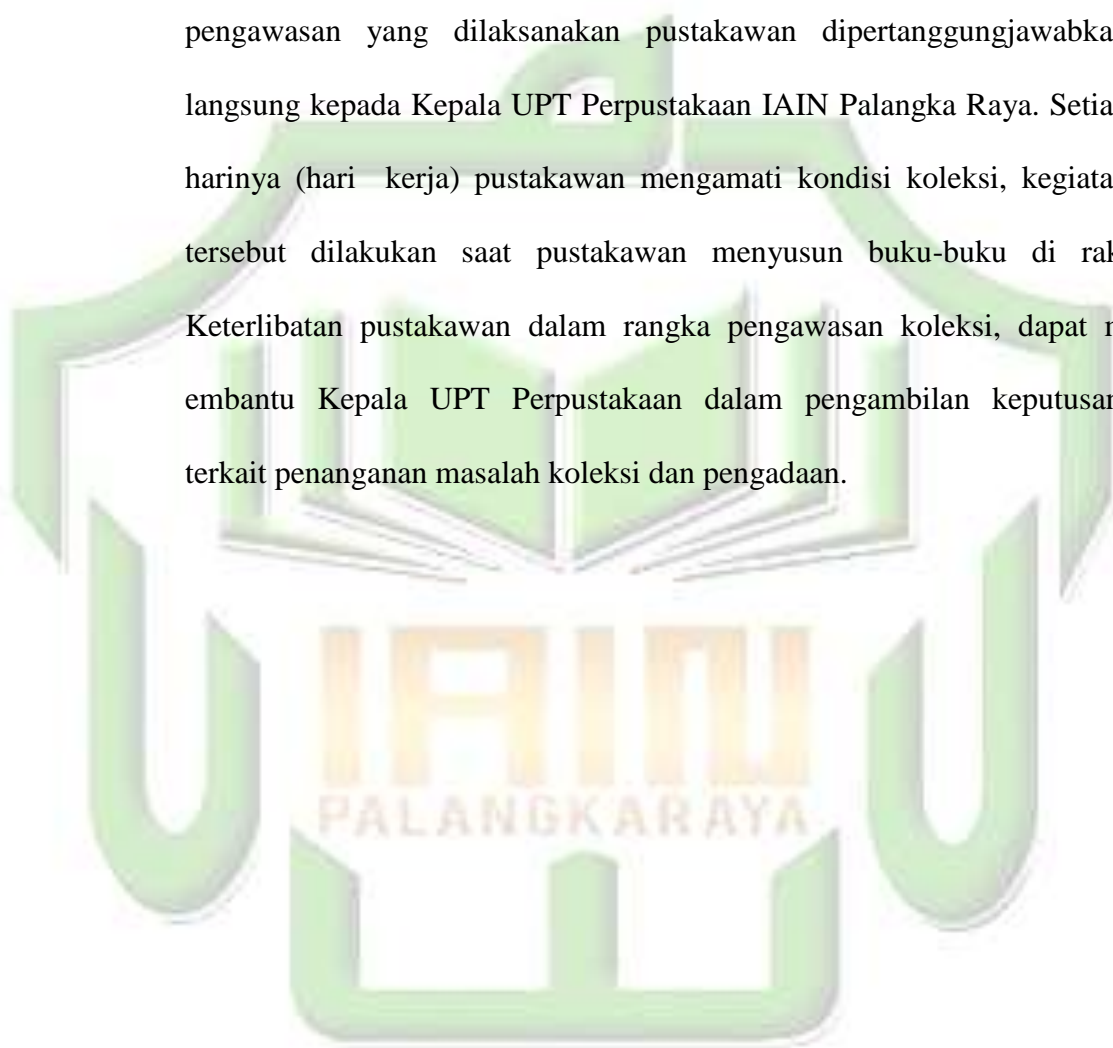 pengawasan yang dilaksanakan pustakawan dipertanggungjawabka
langsung kepada Kepala UPT Perpustakaan IAIN Palangka Raya. Setia
harinya (hari kerja) pustakawan mengamati kondisi koleksi, kegiata
tersebut dilakukan saat pustakawan menyusun buku-buku di rak
Keterlibatan pustakawan dalam rangka pengawasan koleksi, dapat m
embantu Kepala UPT Perpustakaan dalam pengambilan keputusan
terkait penanganan masalah koleksi dan pengadaan.
IAIN
PALANGKARAYA